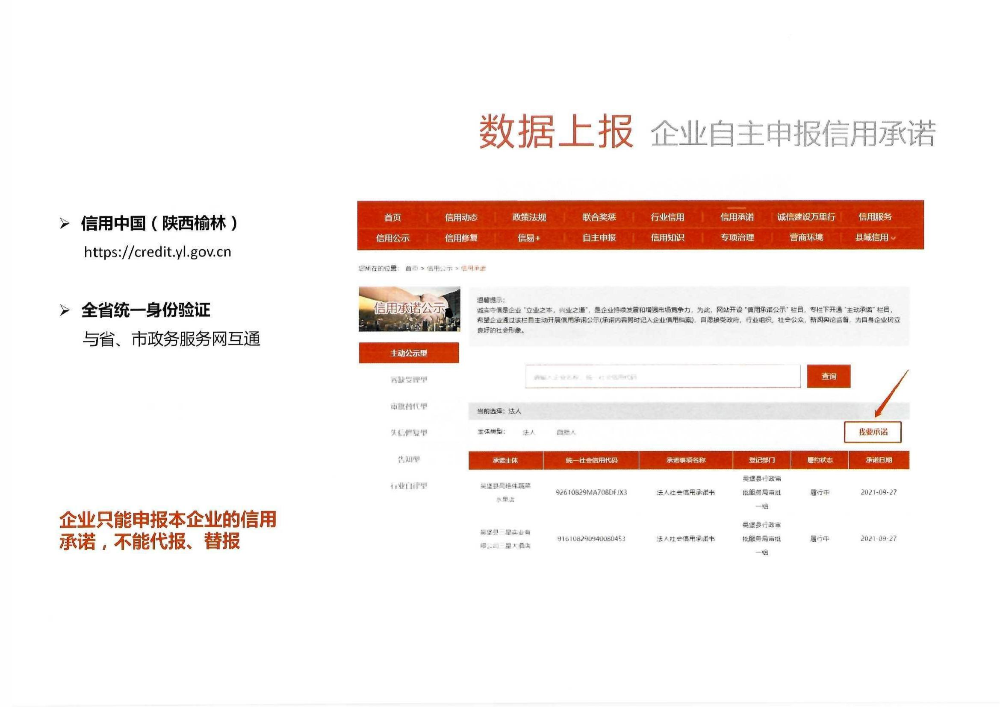 数据上报 企业自主申报信用承诺
➢ 信用中国（陕西榆林）
https://credit.yl.gov.cn
➢ 全省统一身份验证
与省、市政务服务网互通
企业只能申报本企业的信用
承诺，不能代报、替报
首页 信用动态 政策法规 联合奖惩 行业信用 信用承诺 诚信建设万里行 信用服务
信用公示 信用修复 信易+ 自主申报 信用知识 专项治理 营商环境 县域信用
您所在的位置： 首页 > 信用公示 > 信用承诺
信用承诺公示
主动公示型
容缺受理型
审批替代型
失信修复型
告知型
行业自律型
温馨提示：
诚实守信是企业“立业之本，兴业之道”，是企业持续发展和增强市场竞争力，为此，网站开设“信用承诺公示”栏目，专栏下开通“主动承诺”栏目，
希望企业通过该栏目主动开展信用承诺公示(承诺内容同时记入企业信用档案)，自愿接受政府，行业组织，社会公众，新闻舆论监督，为自身企业树立
良好的社会形象。
请输入企业名称、统一社会信用代码 查询
当前选择：法人
主体类型： 法人 自然人 我要承诺
承诺主体 统一社会信用代码 承诺事项名称 登记部门 履约状态 承诺日期
吴堡县 蔬菜
水果店
92610829MA708DFJX3 法人社会信用承诺书
吴堡县行政审
批服务局审批
一组
履行中 2021-09-27
吴堡县三星实业有
限公司三星大酒店
916108290940080453 法人社会信用承诺书
吴堡县行政审
批服务局审批
一组
履行中 2021-09-27